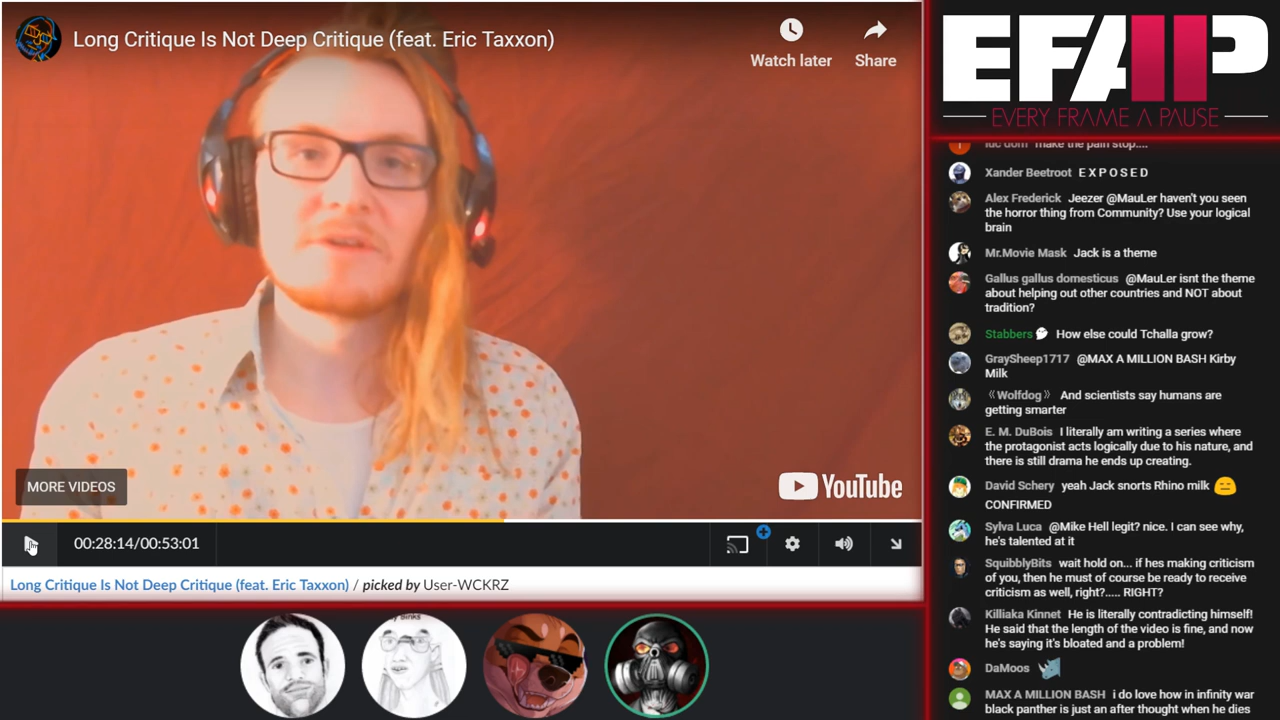 Long Critique Is Not Deep Critique (feat. Eric Taxxon)
Watch later
Share
MORE VIDEOS
YouTube
00:28:14/00:53:01
Long Critique Is Not Deep Critique (feat. Eric Taxxon) / picked by User-WCKRZ
EFAP
EVERY FRAME A PAUSE
luc dom make the pain stop....
Xander Beetroot E X P O S E D
Alex Frederick Jeezer @MauLer haven't you seen
the horror thing from Community? Use your logical
brain
Mr.Movie Mask Jack is a theme
Gallus gallus domesticus @MauLer isnt the theme
about helping out other countries and NOT about
tradition?
Stabbers How else could Tchalla grow?
GraySheep1717 @MAX A MILLION BASH Kirby
Milk
《Wolfdog》 And scientists say humans are
getting smarter
E. M. DuBois I literally am writing a series where
the protagonist acts logically due to his nature, and
there is still drama he ends up creating.
David Schery yeah Jack snorts Rhino milk 😑
CONFIRMED
Sylva Luca @Mike Hell legit? nice. I can see why,
he's talented at it
SquibblyBits wait hold on... if hes making criticism
of you, then he must of course be ready to receive
criticism as well, right?..... RIGHT?
Killiaka Kinnet He is literally contradicting himself!
He said that the length of the video is fine, and now
he's saying it's bloated and a problem!
DaMoos
MAX A MILLION BASH i do love how in infinity war
black panther is just an after thought when he dies